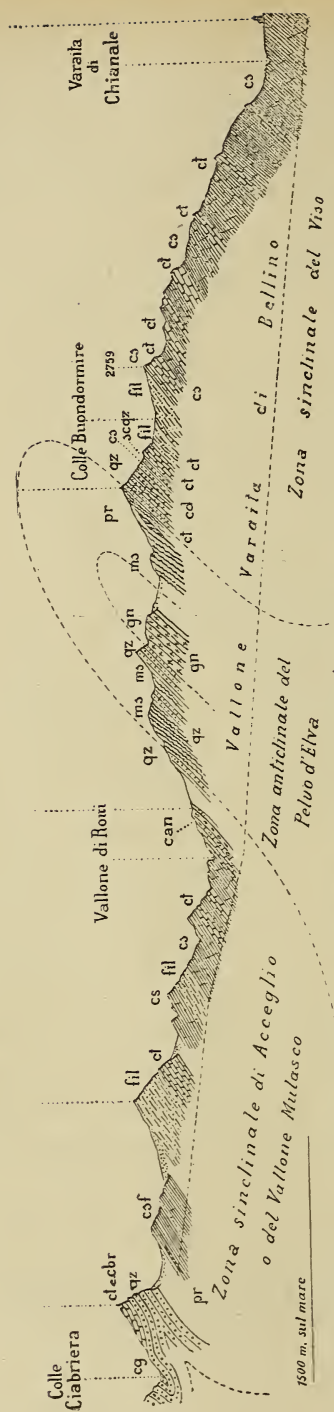 Colle
Ciabriera
Vallone di Roui
Colle Buondormire
Varaita
di
Chianale
cg
ct e cbr
qz
pr
csf
fil
ct
cs
fil
cs
ct
can
qz
qz
ms
ms
qz
gn
gn
ms
pr
qz
cs
scqz
fil
ct
cd
ct
ct
cs
fil
2759
cs
ct
ct
ct
cs
ct
ct
cs
Vallone Varaita di Bellino
Zona sinclinale di Acceglio
o del Vallone Mulasco
Zona anticlinale del
Pelvo d'Elva
Zona sinclinale del Viso
1500 m. sul mare